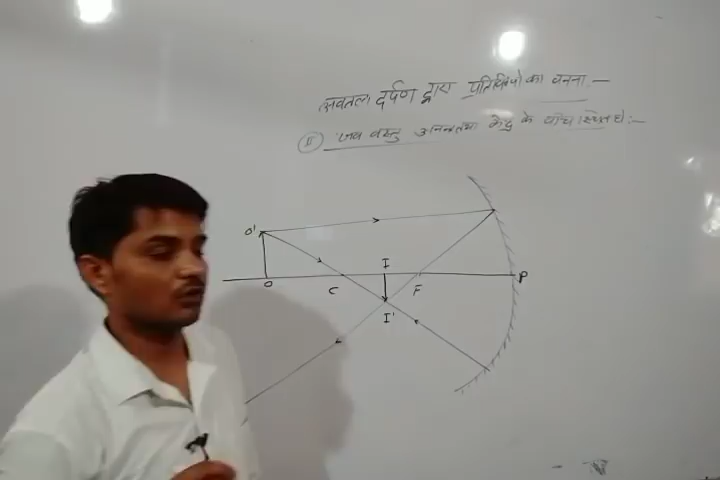 अवतल दर्पण द्वारा प्रतिबिम्बो का बनना :—
II जब वस्तु अनन्त तथा केंद्र के बीच स्थित हो :—
O'
I
O C F P
I'